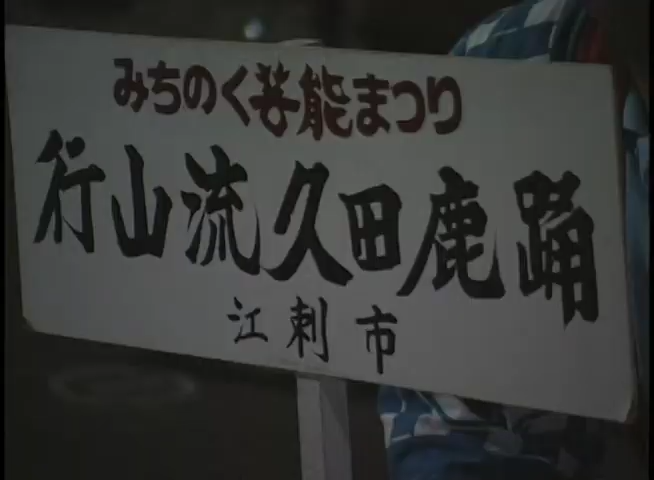 みちのく芸能まつり
行山流久田鹿踊
江刺市